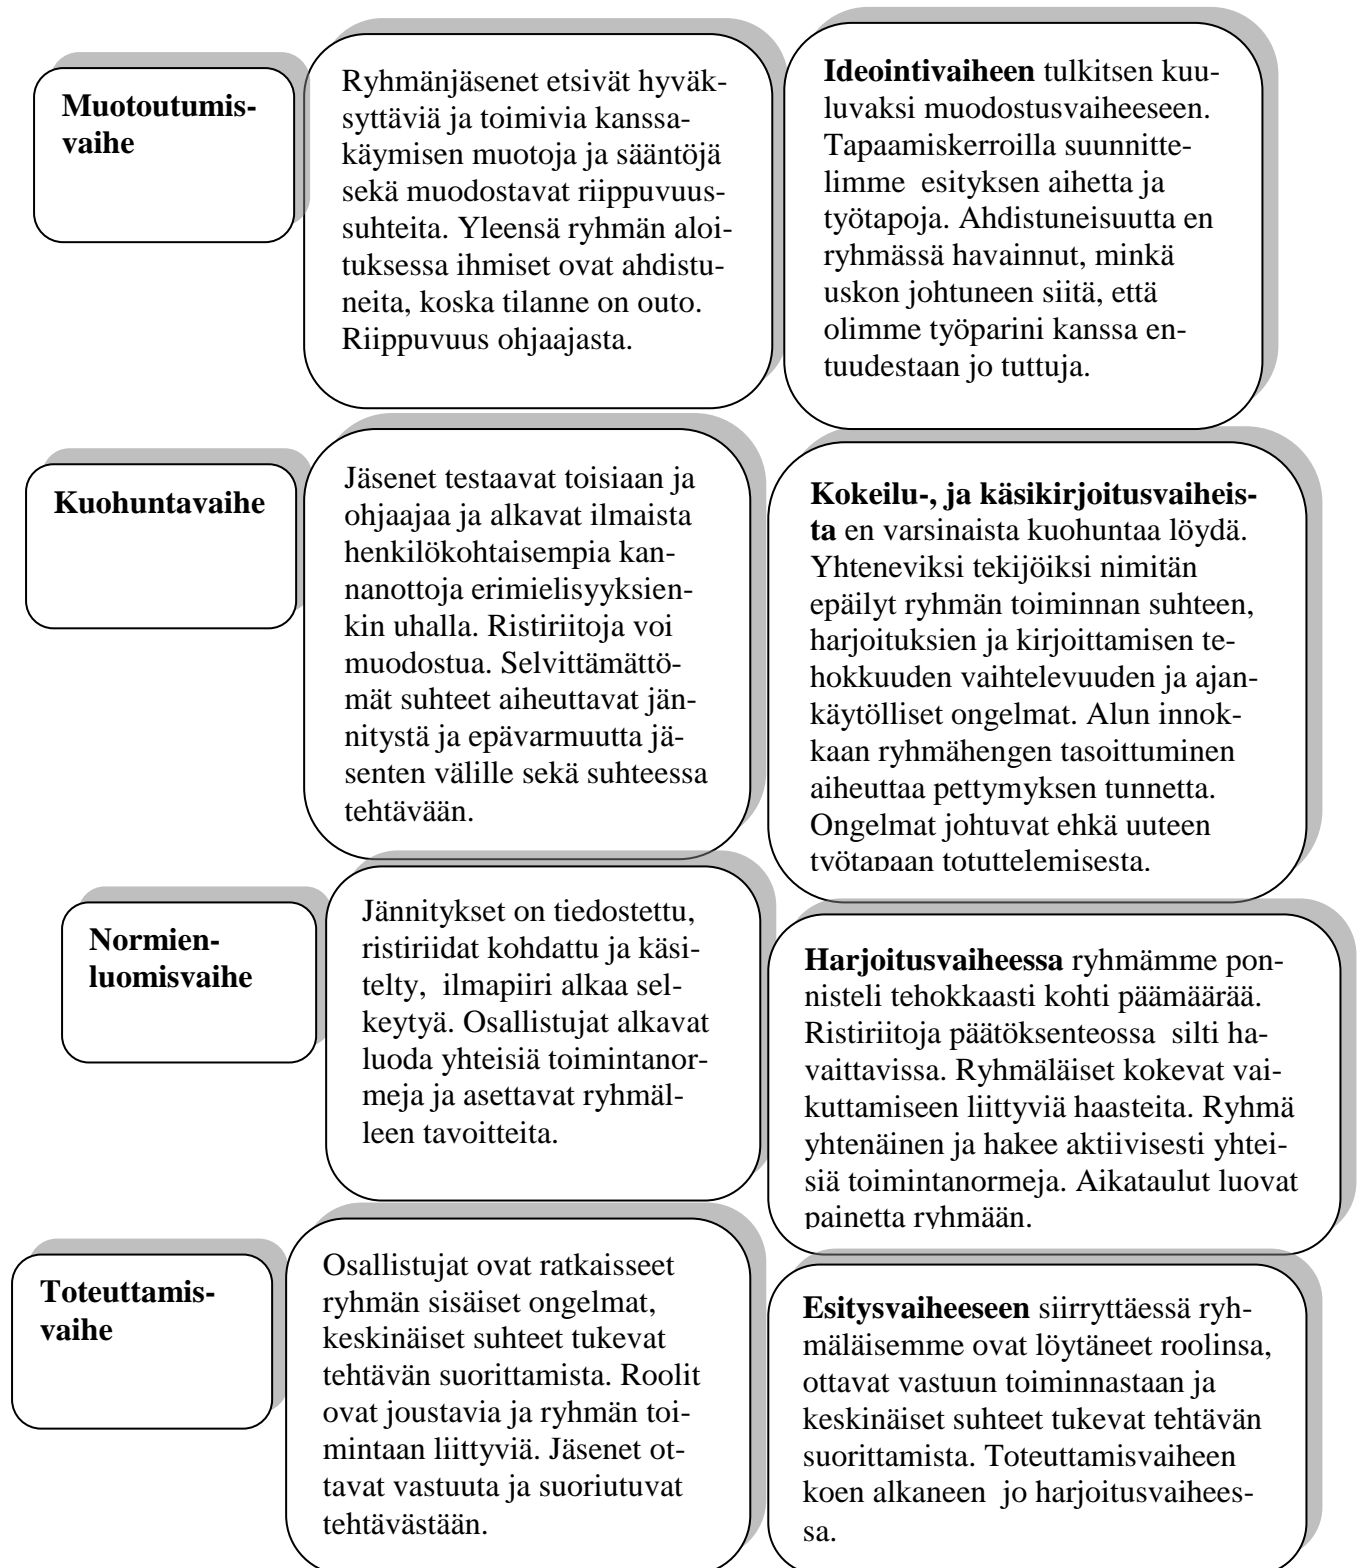 Muotoutumis-
vaihe
Ryhmänjäsenet etsivät hyväk-
syttäviä ja toimivia kanssa-
käymisen muotoja ja sääntöjä
sekä muodostavat riippuvuus-
suhteita. Yleensä ryhmän aloi-
tuksessa ihmiset ovat ahdistu-
neita, koska tilanne on outo.
Riippuvuus ohjaajasta.
Ideointivaiheen tulkitsen kuu-
luvaksi muodostusvaiheeseen.
Tapaamiskerroilla suunnitte-
limme esityksen aihetta ja
työtapoja. Ahdistuneisuutta en
ryhmässä havainnut, minkä
uskon johtuneen siitä, että
olimme työparini kanssa en-
tuudestaan jo tuttuja.
Kuohuntavaihe
Jäsenet testaavat toisiaan ja
ohjaajaa ja alkavat ilmaista
henkilökohtaisempia kan-
nanottoja erimielisyyksien-
kin uhalla. Ristiriitoja voi
muodostua. Selvittämättö-
mät suhteet aiheuttavat jän-
nitystä ja epävarmuutta jä-
senten välille sekä suhteessa
tehtävään.
Kokeilu-, ja käsikirjoitusvaiheis-
ta en varsinaista kuohuntaa löydä.
Yhteneviksi tekijöiksi nimitän
epäilyt ryhmän toiminnan suhteen,
harjoituksien ja kirjoittamisen te-
hokkuuden vaihtelevuuden ja ajan-
käytölliset ongelmat. Alun innok-
kaan ryhmähengen tasoittuminen
aiheuttaa pettymyksen tunnetta.
Ongelmat johtuvat ehkä uuteen
työtapaan totuttelemisesta.
Normien-
luomisvaihe
Jännitykset on tiedostettu,
ristiriidat kohdattu ja käsi-
telty, ilmapiiri alkaa sel-
keytyä. Osallistujat alkavat
luoda yhteisiä toimintanor-
meja ja asettavat ryhmäl-
leen tavoitteita.
Harjoitusvaiheessa ryhmämme pon-
nisteli tehokkaasti kohti päämäärää.
Ristiriitoja päätöksenteossa silti ha-
vaittavissa. Ryhmäläiset kokevat vai-
kuttamiseen liittyviä haasteita. Ryhmä
yhtenäinen ja hakee aktiivisesti yhtei-
siä toimintanormeja. Aikataulut luovat
painetta ryhmään.
Toteuttamis-
vaihe
Osallistujat ovat ratkaisseet
ryhmän sisäiset ongelmat,
keskinäiset suhteet tukevat
tehtävän suorittamista. Roolit
ovat joustavia ja ryhmän toi-
mintaan liittyviä. Jäsenet ot-
tavat vastuuta ja suoriutuvat
tehtävästään.
Esitysvaiheeseen siirryttäessä ryh-
mäläisemme ovat löytäneet roolinsa,
ottavat vastuun toiminnastaan ja
keskinäiset suhteet tukevat tehtävän
suorittamista. Toteuttamisvaiheen
koen alkaneen jo harjoitusvaihees-
sa.